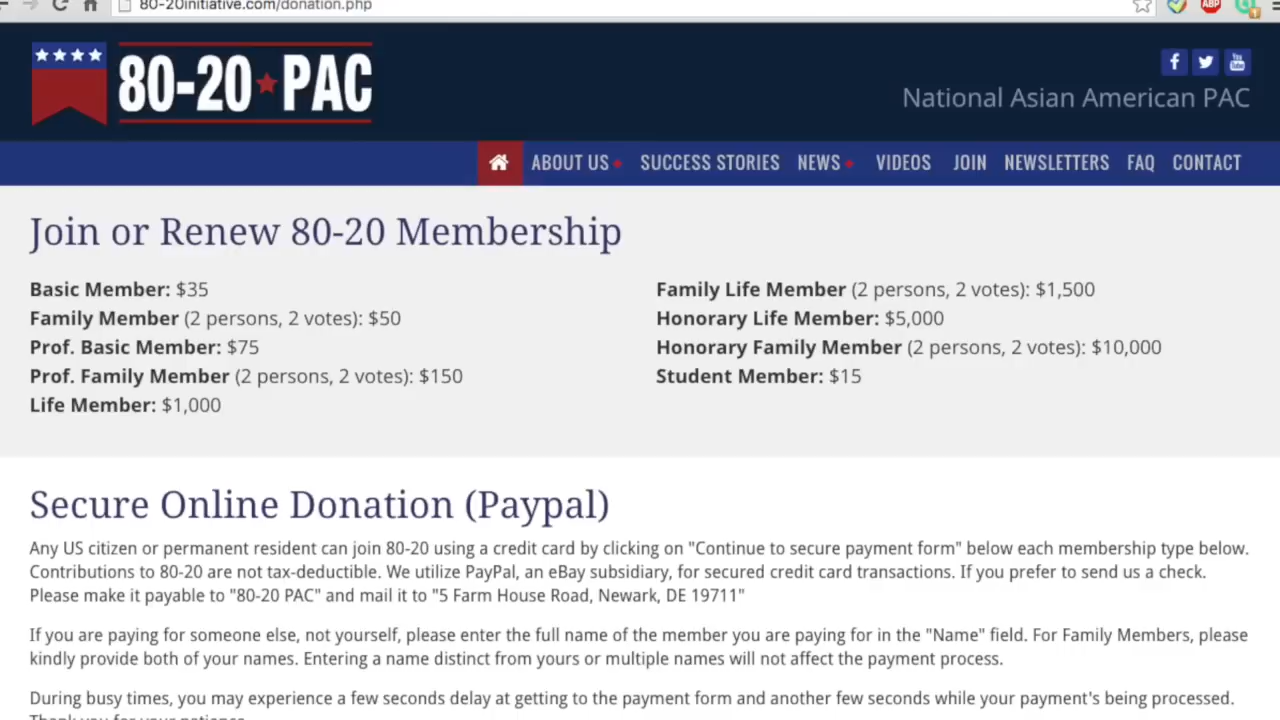 80-20initiative.com/donation.php
ABP
80-20 PAC
National Asian American PAC
ABOUT US
SUCCESS STORIES
NEWS
VIDEOS
JOIN
NEWSLETTERS
FAQ
CONTACT
Join or Renew 80-20 Membership
Basic Member: $35
Family Member (2 persons, 2 votes): $50
Prof. Basic Member: $75
Prof. Family Member (2 persons, 2 votes): $150
Life Member: $1,000
Family Life Member (2 persons, 2 votes): $1,500
Honorary Life Member: $5,000
Honorary Family Member (2 persons, 2 votes): $10,000
Student Member: $15
Secure Online Donation (Paypal)
Any US citizen or permanent resident can join 80-20 using a credit card by clicking on "Continue to secure payment form" below each membership type below.
Contributions to 80-20 are not tax-deductible. We utilize PayPal, an eBay subsidiary, for secured credit card transactions. If you prefer to send us a check.
Please make it payable to "80-20 PAC" and mail it to "5 Farm House Road, Newark, DE 19711"
If you are paying for someone else, not yourself, please enter the full name of the member you are paying for in the "Name" field. For Family Members, please
kindly provide both of your names. Entering a name distinct from yours or multiple names will not affect the payment process.
During busy times, you may experience a few seconds delay at getting to the payment form and another few seconds while your payment's being processed.
Thank you for your patience.